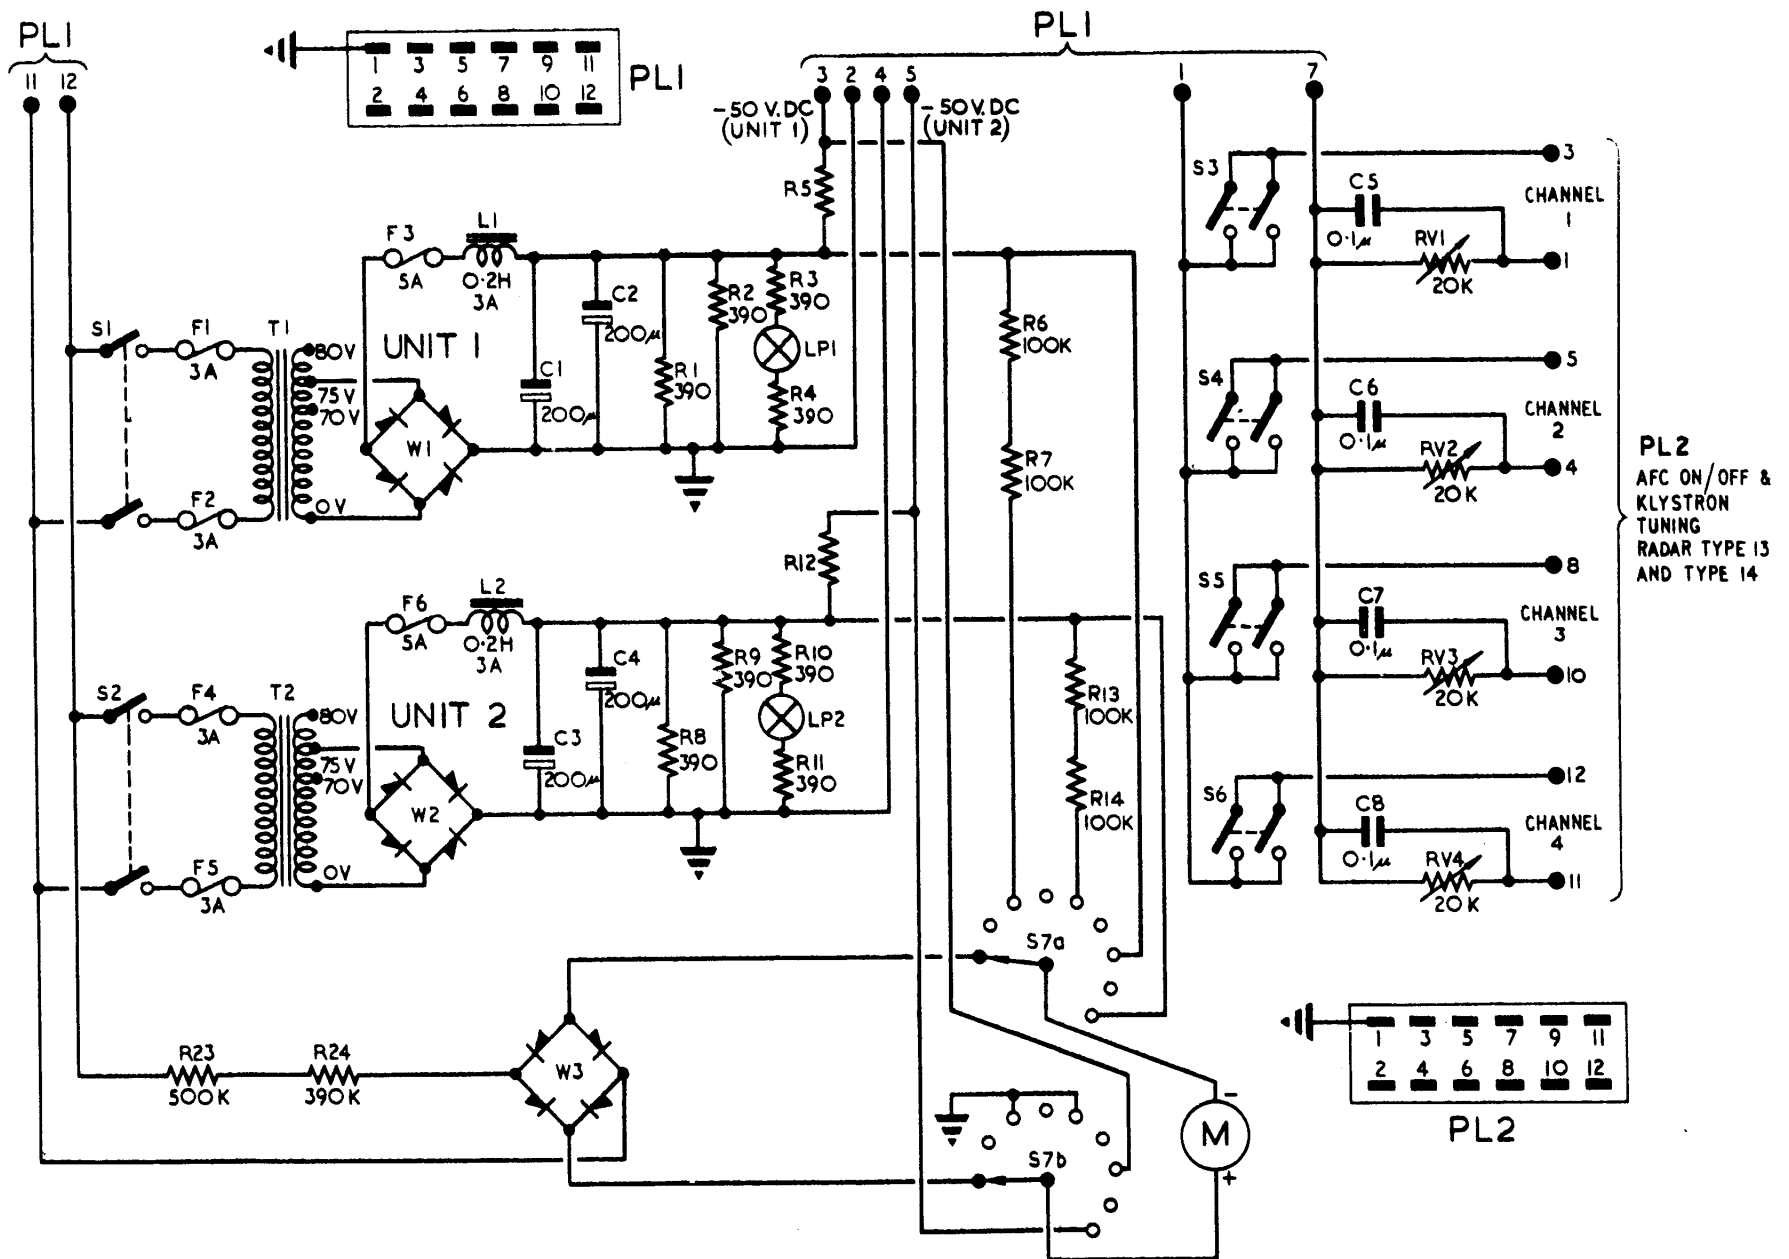 PL1
11 12
1 3 5 7 9 11
2 4 6 8 10 12
PL1
PL1
3 2 4 5
1
7
-50 V.DC
(UNIT 1)
-50 V.DC
(UNIT 2)
R5
F3
5A
L1
0·2H
3A
C2
200μ
C1
200μ
R1
390
R2
390
R3
390
LP1
R4
390
S1
F1
3A
T1
80V
75V
70V
0V
F2
3A
UNIT 1
W1
R6
100K
R7
100K
R12
F6
5A
L2
0·2H
3A
C4
200μ
C3
200μ
R8
390
R9
390
R10
390
LP2
R11
390
S2
F4
3A
T2
80V
75V
70V
0V
F5
3A
UNIT 2
W2
R13
100K
R14
100K
S7a
S7b
R23
500K
R24
390K
W3
M
-
+
S3
C5
0·1μ
RV1
20K
3
CHANNEL
1
1
S4
C6
0·1μ
RV2
20K
5
CHANNEL
2
4
S5
C7
0·1μ
RV3
20K
8
CHANNEL
3
10
S6
C8
0·1μ
RV4
20K
12
CHANNEL
4
11
PL2
AFC ON/OFF &
KLYSTRON
TUNING
RADAR TYPE 13
AND TYPE 14
1 3 5 7 9 11
2 4 6 8 10 12
PL2